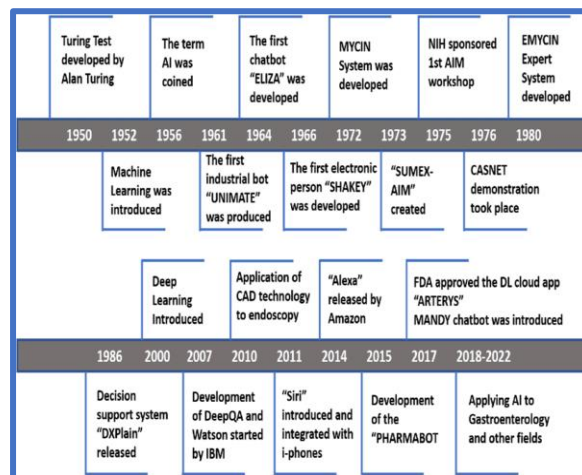 Turing Test
developed by
Alan Turing
The term
AI was
coined
The first
chatbot
"ELIZA" was
developed
MYCIN
System was
developed
NIH sponsored
1st AIM
workshop
EMYCIN
Expert
System
developed
1950 1952 1956 1961 1964 1966 1972 1973 1975 1976 1980
Machine
Learning was
introduced
The first
industrial bot
"UNIMATE"
was produced
The first electronic
person "SHAKEY"
was developed
"SUMEX-
AIM"
created
CASNET
demonstration
took place
Deep
Learning
Introduced
Application of
CAD technology
to endoscopy
"Alexa"
released by
Amazon
FDA approved the DL cloud app
"ARTERYS"
MANDY chatbot was introduced
1986 2000 2007 2010 2011 2014 2015 2017 2018-2022
Decision
support system
"DXPlain"
released
Development of
DeepQA and
Watson started
by IBM
"Siri"
introduced and
integrated with
i-phones
Development
of the
"PHARMABOT
Applying AI to
Gastroenterology
and other fields